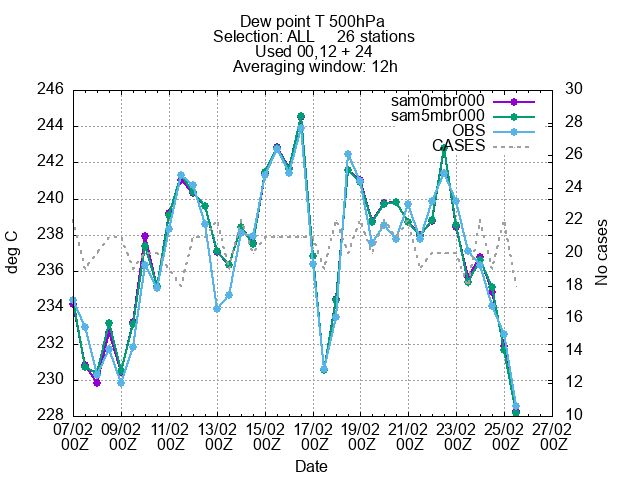 Dew point T 500hPa
Selection: ALL     26 stations
Used 00,12 + 24
Averaging window: 12h
246 30
sam0mbr000
sam5mbr000
OBS
CASES
244 28
242 26
240 24
238 22
236 20
234 18
232 16
230 14
228 12
10
deg C
No cases
07/02 09/02 11/02 13/02 15/02 17/02 19/02 21/02 23/02 25/02 27/02
00Z 00Z 00Z 00Z 00Z 00Z 00Z 00Z 00Z 00Z 00Z
Date